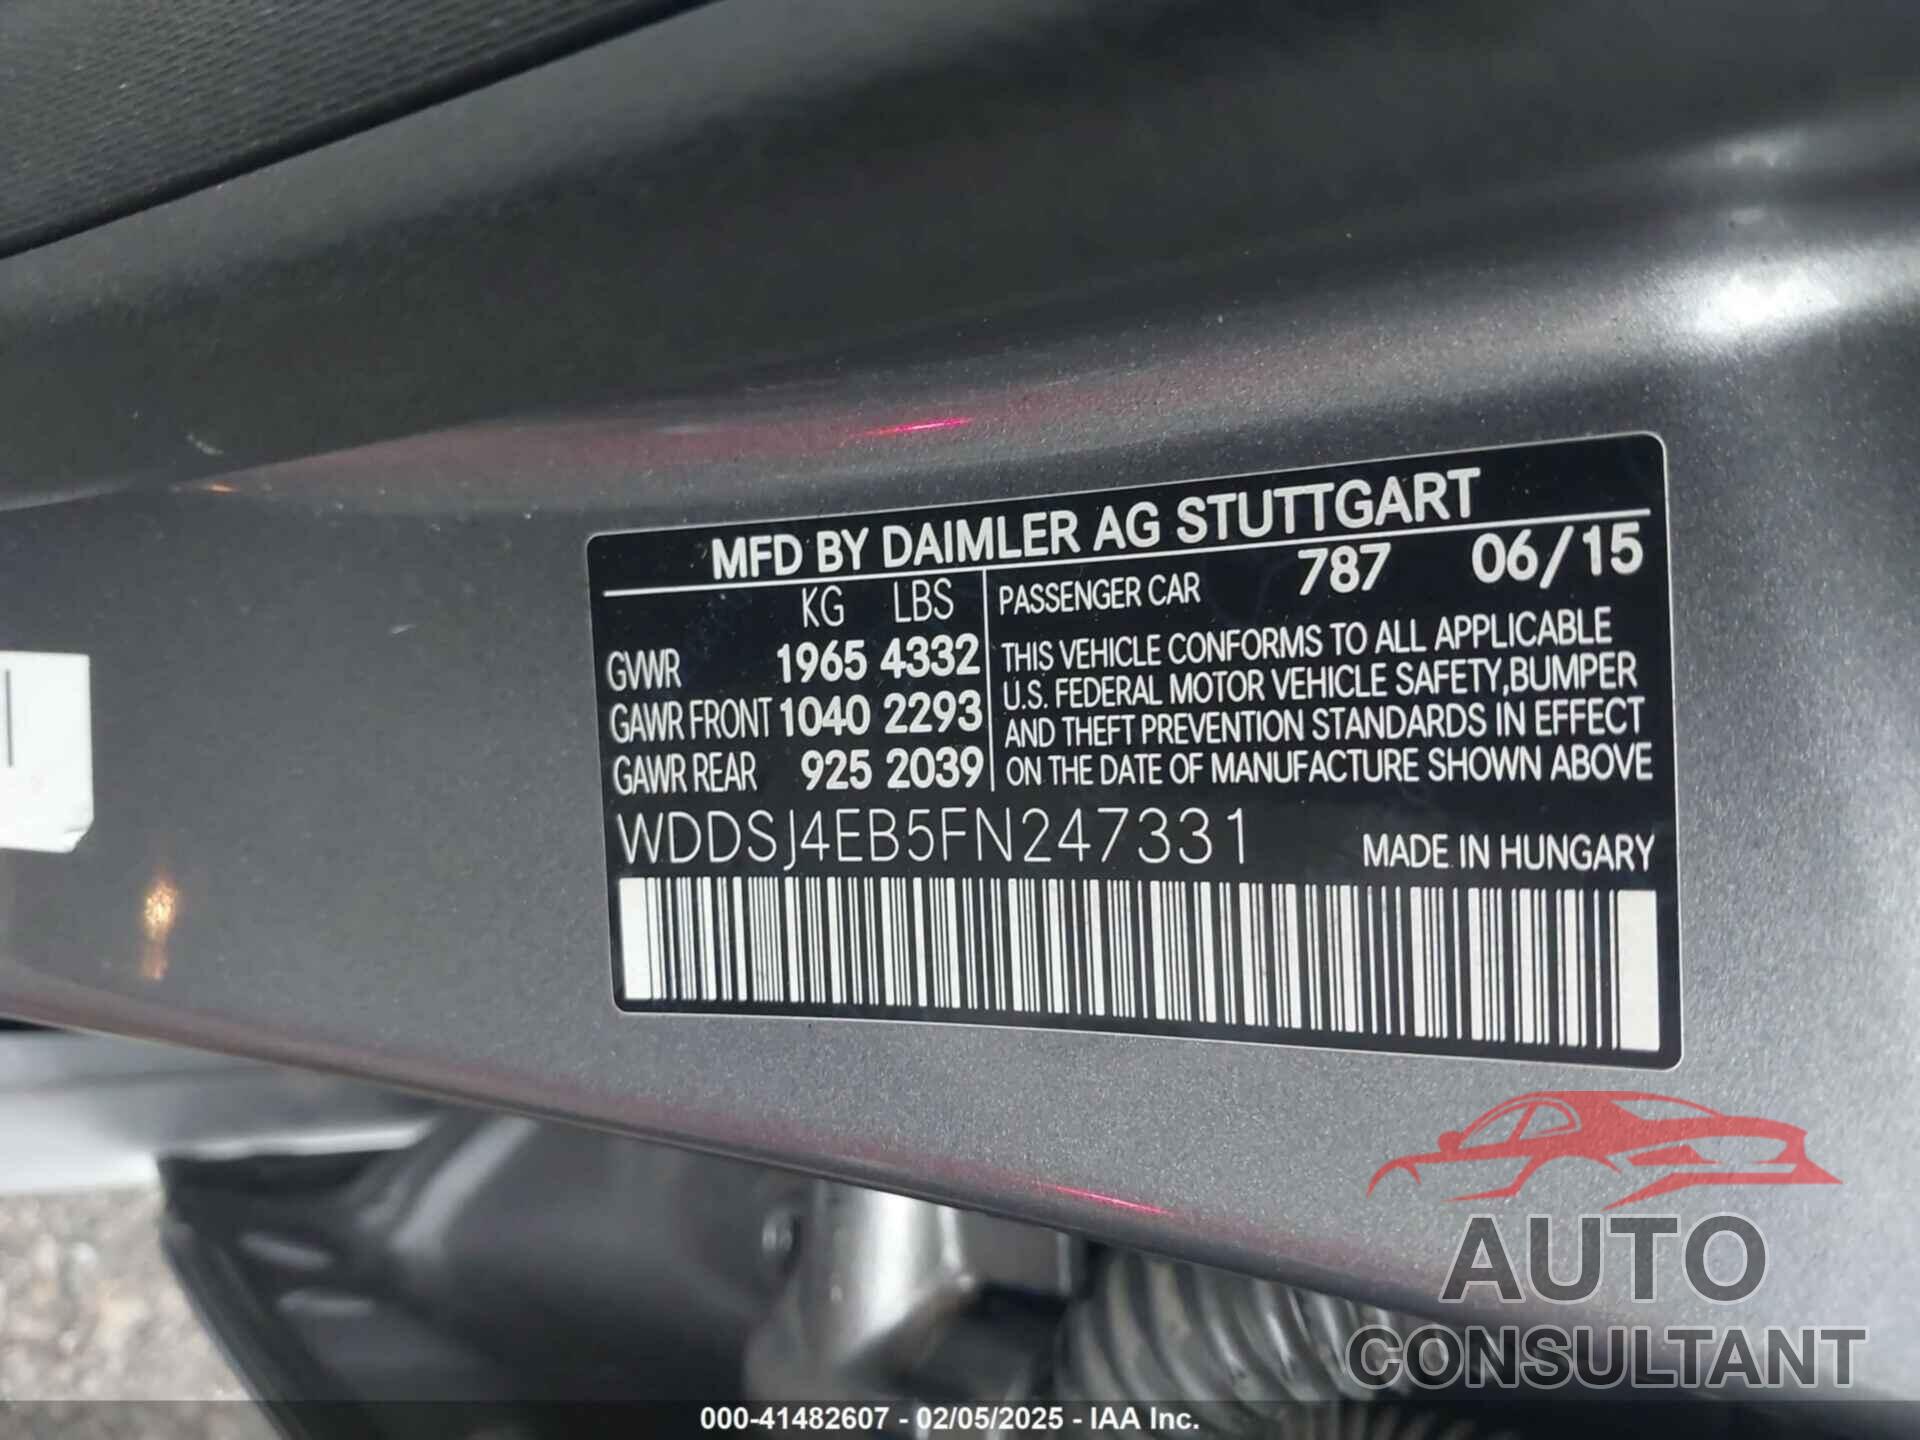 MFD BY DAIMLER AG STUTTGART
KG LBS
GVWR 1965 4332
GAWR FRONT 1040 2293
GAWR REAR 925 2039
PASSENGER CAR 787 06/15
THIS VEHICLE CONFORMS TO ALL APPLICABLE
U.S. FEDERAL MOTOR VEHICLE SAFETY, BUMPER
AND THEFT PREVENTION STANDARDS IN EFFECT
ON THE DATE OF MANUFACTURE SHOWN ABOVE
WDDSJ4EB5FN247331
MADE IN HUNGARY
AUTO
CONSULTANT
000-41482607 - 02/05/2025 - IAA Inc.